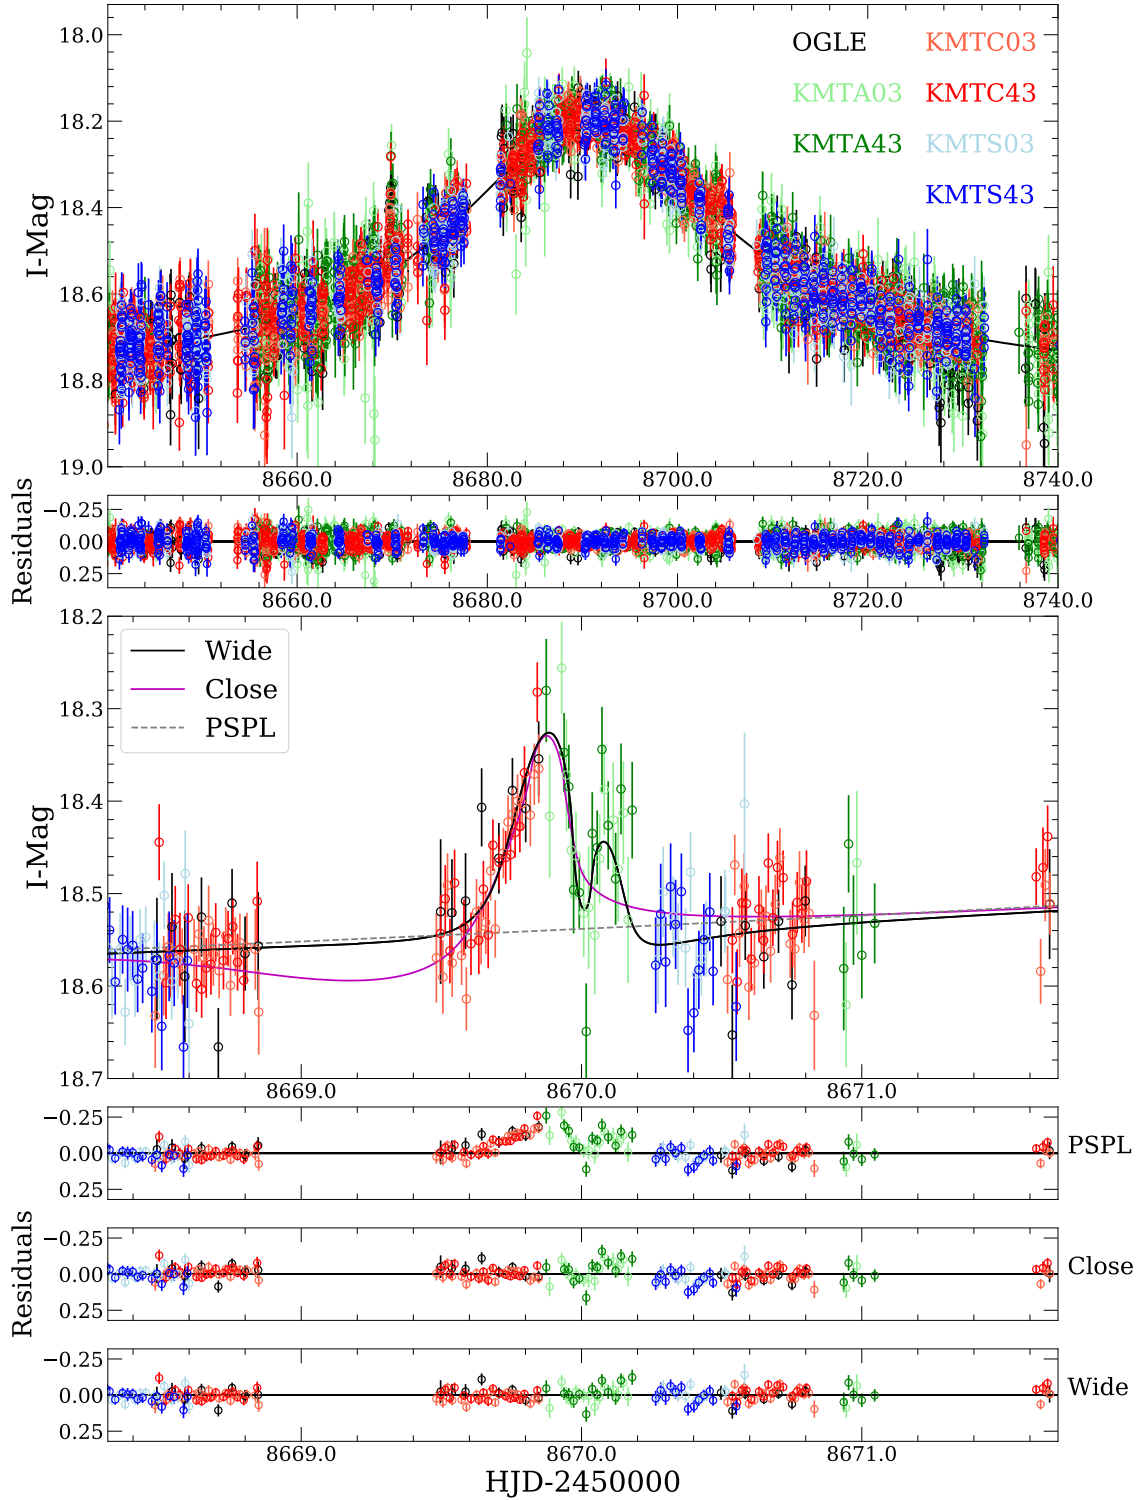 18.0
18.2
18.4
18.6
18.8
19.0
I-Mag
OGLE KMTC03
KMTA03 KMTC43
KMTA43 KMTS03
KMTS43
8660.0 8680.0 8700.0 8720.0 8740.0
Residuals
−0.25
0.00
0.25
8660.0 8680.0 8700.0 8720.0 8740.0
18.2
18.3
18.4
18.5
18.6
18.7
I-Mag
Wide
Close
PSPL
8669.0 8670.0 8671.0
−0.25
0.00
0.25
PSPL
Residuals
−0.25
0.00
0.25
Close
−0.25
0.00
0.25
Wide
8669.0 8670.0 8671.0
HJD-2450000